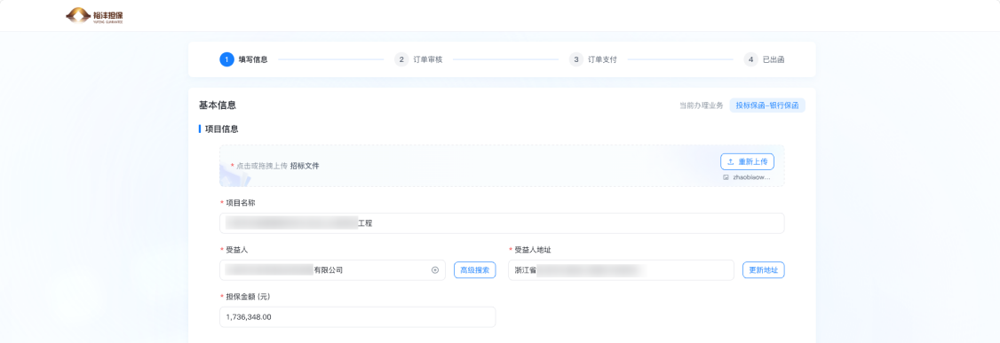 裕沣担保
YUFENG GUARANTEE
1 填写信息 2 订单审核 3 订单支付 4 已出函
基本信息 当前办理业务 投标保函-银行保函
项目信息
* 点击或拖拽上传 招标文件 重新上传
zhaobiaow...
* 项目名称
工程
* 受益人 * 受益人地址
有限公司 高级搜索 浙江省 更新地址
* 担保金额 (元)
1,736,348.00